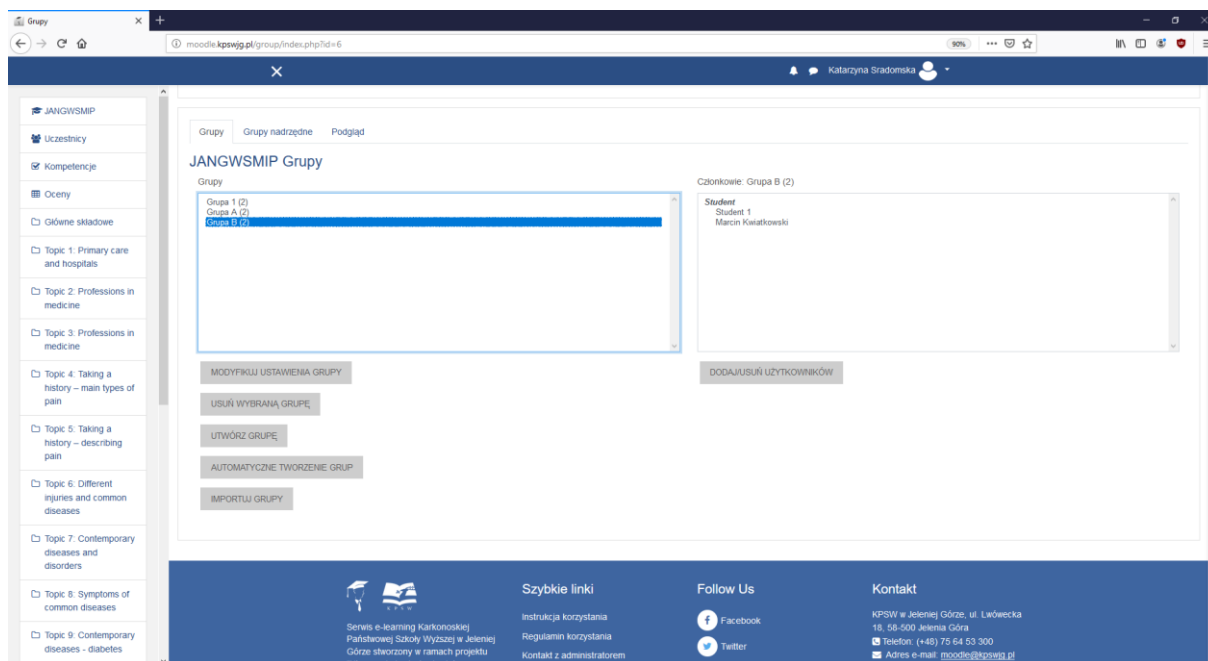 Grupy
moodle.kpswjg.pl/group/index.php?id=6
90%
Katarzyna Sradomska
JANGWSMIP
Uczestnicy
Kompetencje
Oceny
Główne składowe
Topic 1: Primary care
and hospitals
Topic 2: Professions in
medicine
Topic 3: Professions in
medicine
Topic 4: Taking a
history – main types of
pain
Topic 5: Taking a
history – describing
pain
Topic 6: Different
injuries and common
diseases
Topic 7: Contemporary
diseases and
disorders
Topic 8: Symptoms of
common diseases
Topic 9: Contemporary
diseases - diabetes
Grupy Grupy nadrzędne Podgląd
JANGWSMIP Grupy
Grupy
Grupa 1 (2)
Grupa A (2)
Grupa B (2)
MODYFIKUJ USTAWIENIA GRUPY
USUŃ WYBRANĄ GRUPĘ
UTWÓRZ GRUPĘ
AUTOMATYCZNE TWORZENIE GRUP
IMPORTUJ GRUPY
Członkowie: Grupa B (2)
Student
Student 1
Marcin Kwiatkowski
DODAJ/USUŃ UŻYTKOWNIKÓW
KPSW
Serwis e-learning Karkonoskiej
Państwowej Szkoły Wyższej w Jeleniej
Górze stworzony w ramach projektu
Szybkie linki
Instrukcja korzystania
Regulamin korzystania
Kontakt z administratorem
Follow Us
Facebook
Twitter
Kontakt
KPSW w Jeleniej Górze, ul. Lwówecka
18, 58-500 Jelenia Góra
Telefon: (+48) 75 64 53 300
Adres e-mail: moodle@kpswjg.pl